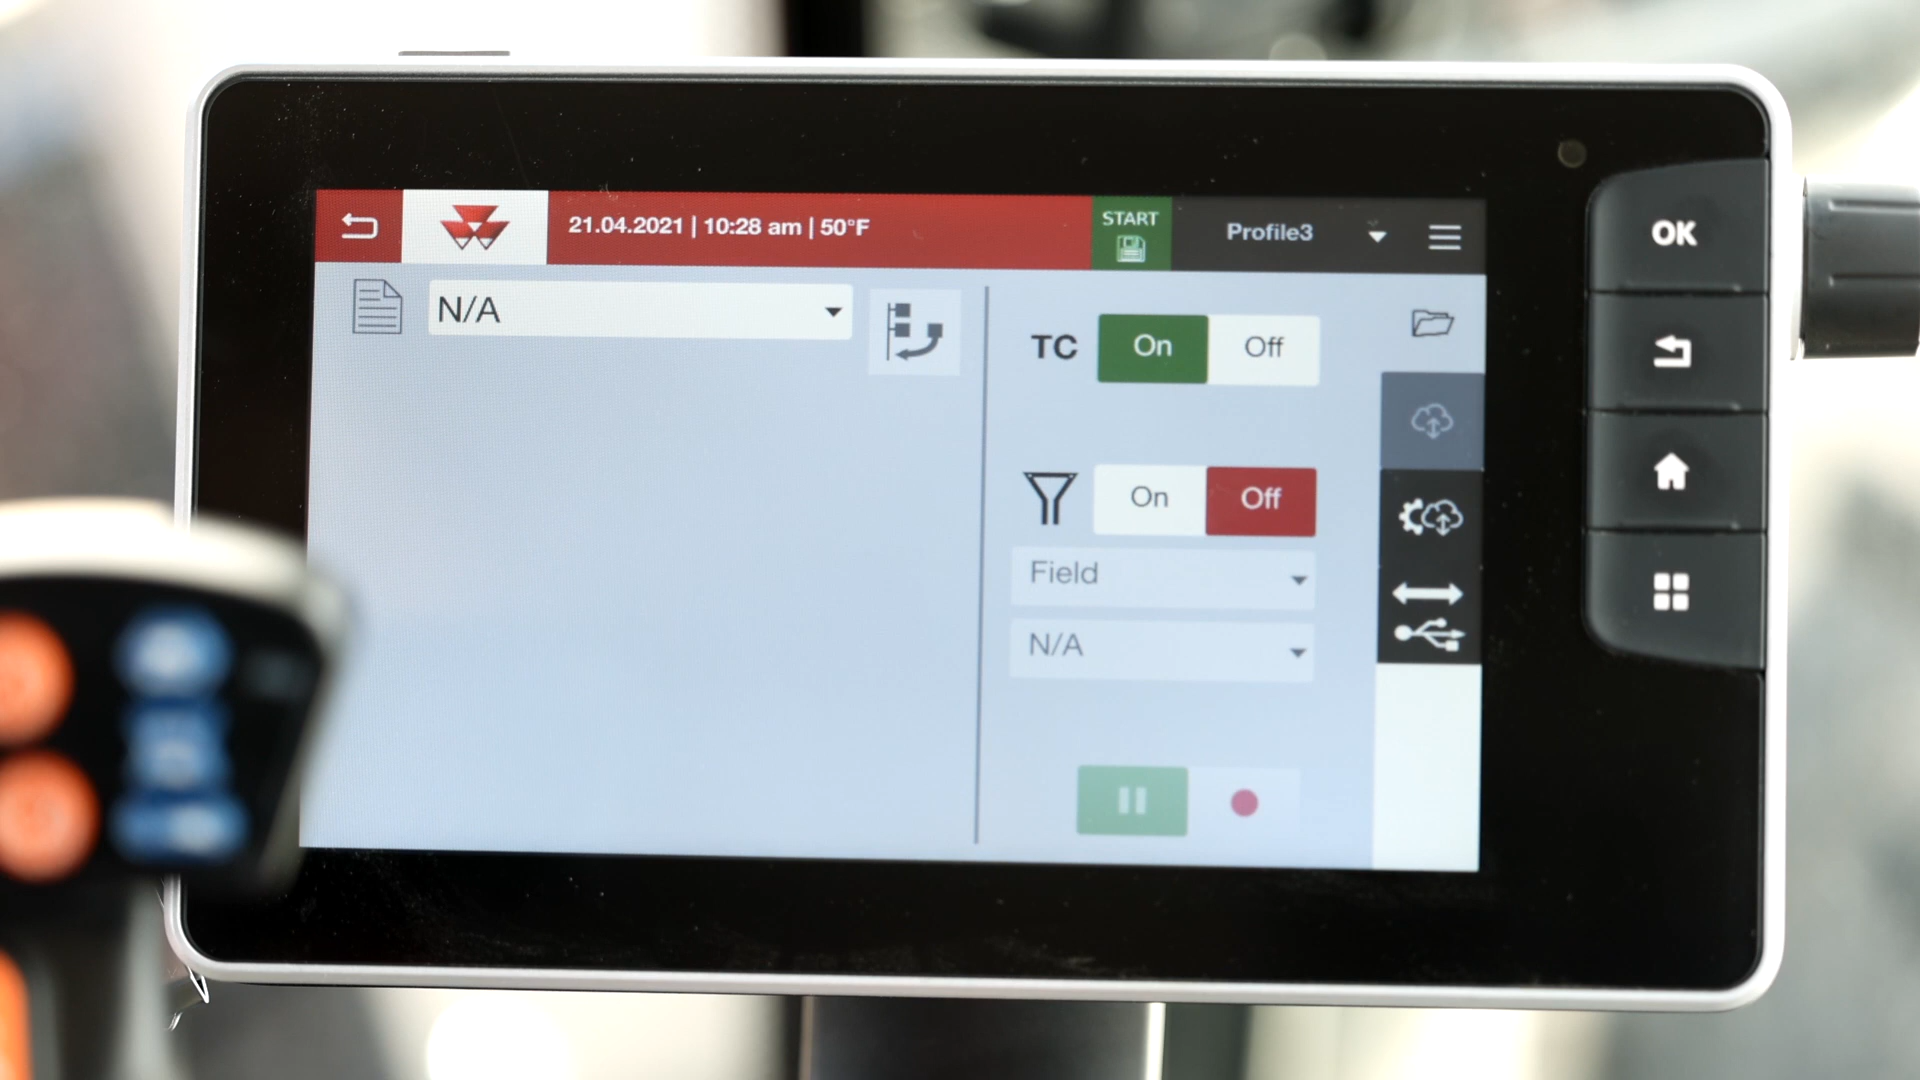 21.04.2021 | 10:28 am | 50°F
START
Profile3
N/A
TC On Off
On Off
Field
N/A
OK